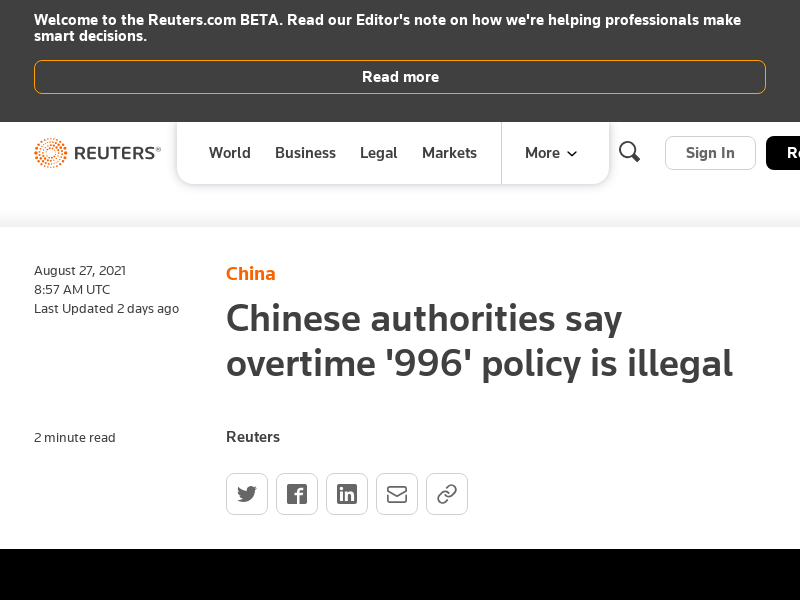 Welcome to the Reuters.com BETA. Read our Editor's note on how we're helping professionals make
smart decisions.
Read more
REUTERS®
World
Business
Legal
Markets
More
Sign In
August 27, 2021
8:57 AM UTC
Last Updated 2 days ago
China
Chinese authorities say
overtime '996' policy is illegal
2 minute read
Reuters